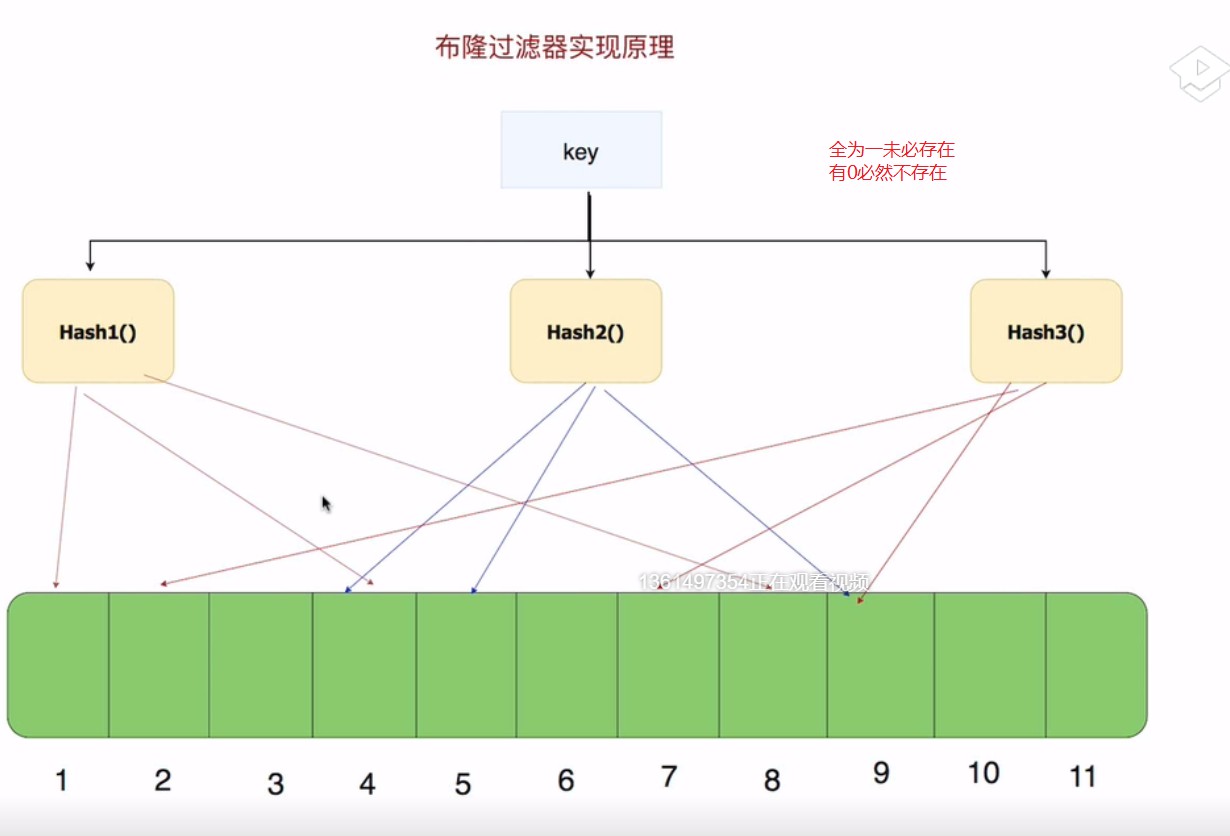 布隆过滤器实现原理
key
全为一未必存在
有0必然不存在
Hash1()
Hash2()
Hash3()
1361497354正在观看视频
1 2 3 4 5 6 7 8 9 10 11